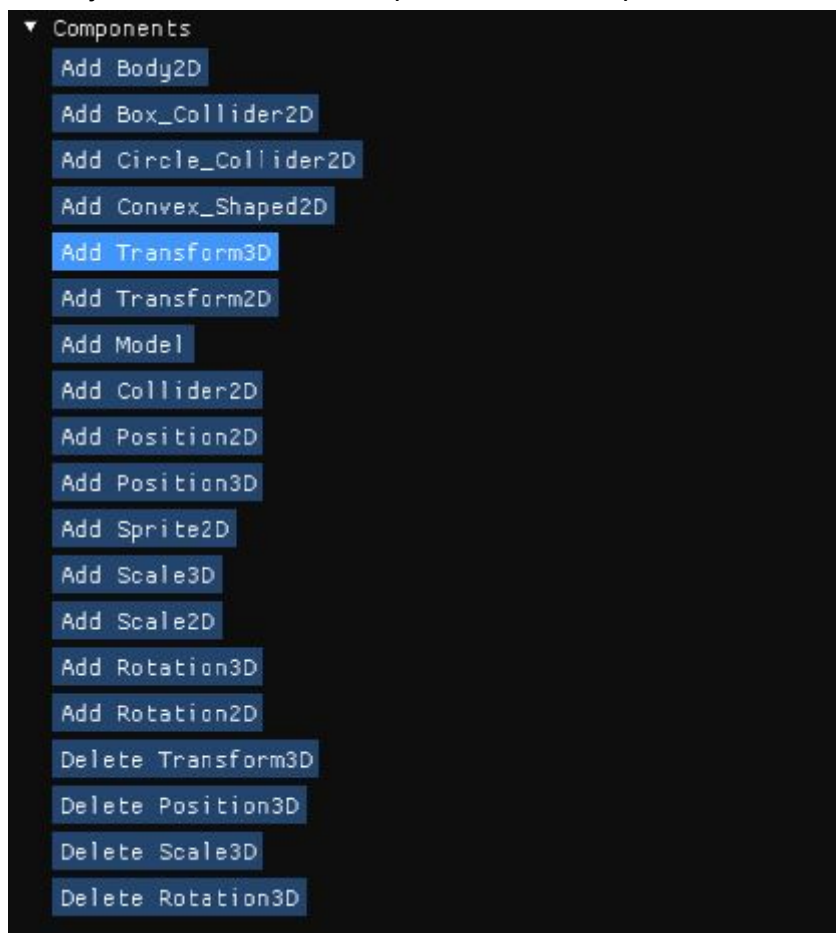 Components
Add Body2D
Add Box_Collider2D
Add Circle_Collider2D
Add Convex_Shaped2D
Add Transform3D
Add Transform2D
Add Model
Add Collider2D
Add Position2D
Add Position3D
Add Sprite2D
Add Scale3D
Add Scale2D
Add Rotation3D
Add Rotation2D
Delete Transform3D
Delete Position3D
Delete Scale3D
Delete Rotation3D